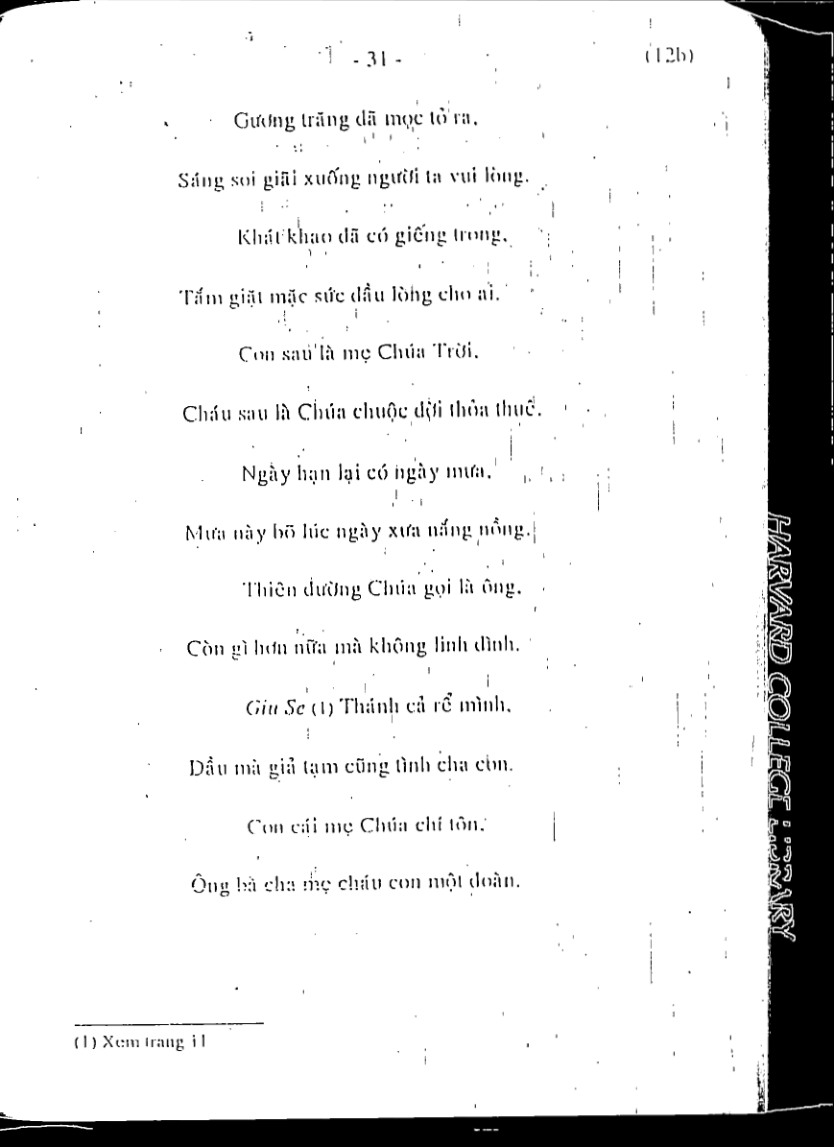 - 31 -
(12b)
Gương trăng đã mọc tỏ ra,
Sáng soi giãi xuống người ta vui lòng.
Khát khao đã có giếng trong,
Tắm giặt mặc sức dầu lòng cho ai.
Con sau là mẹ Chúa Trời,
Cháu sau là Chúa chuộc đời thỏa thuê.
Ngày hạn lại có ngày mưa,
Mưa này bõ lúc ngày xưa nắng nồng.
Thiên đường Chúa gọi là ông,
Còn gì hơn nữa mà không linh đình.
Giu Se (1) Thánh cả rể mình,
Dầu mà giả tạm cũng tình cha con.
Con cái mẹ Chúa chí tôn,
Ông bà cha mẹ cháu con một đoàn.
(1) Xem trang 11
HARVARD COLLEGE LIBRARY